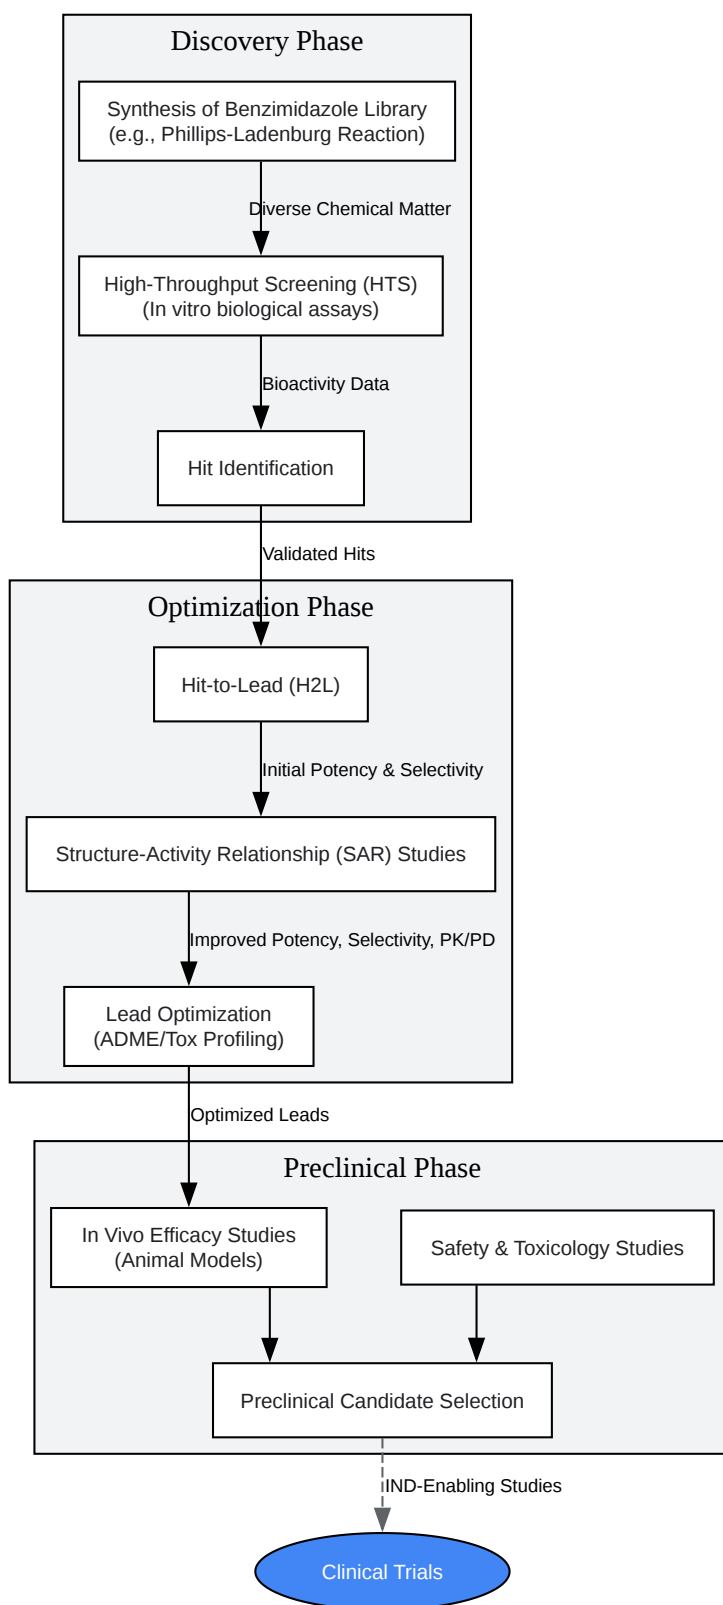 Discovery Phase
Synthesis of Benzimidazole Library
(e.g., Phillips-Ladenburg Reaction)
Diverse Chemical Matter
High-Throughput Screening (HTS)
(In vitro biological assays)
Bioactivity Data
Hit Identification
Validated Hits
Optimization Phase
Hit-to-Lead (H2L)
Initial Potency & Selectivity
Structure-Activity Relationship (SAR) Studies
Improved Potency, Selectivity, PK/PD
Lead Optimization
(ADME/Tox Profiling)
Optimized Leads
Preclinical Phase
In Vivo Efficacy Studies
(Animal Models)
Safety & Toxicology Studies
Preclinical Candidate Selection
IND-Enabling Studies
Clinical Trials